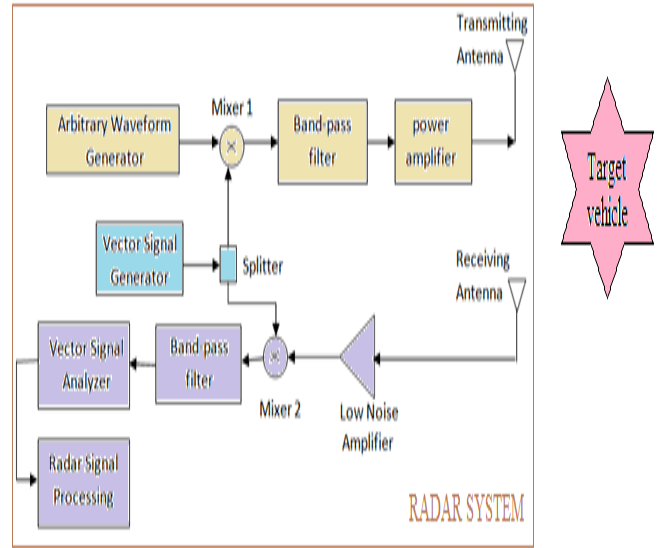 Transmitting
Antenna
Mixer 1
Arbitrary Waveform
Generator
Band-pass
filter
power
amplifier
Target
vehicle
Vector Signal
Generator
Splitter
Receiving
Antenna
Vector Signal
Analyzer
Band-pass
filter
Mixer 2
Low Noise
Amplifier
Radar Signal
Processing
RADAR SYSTEM